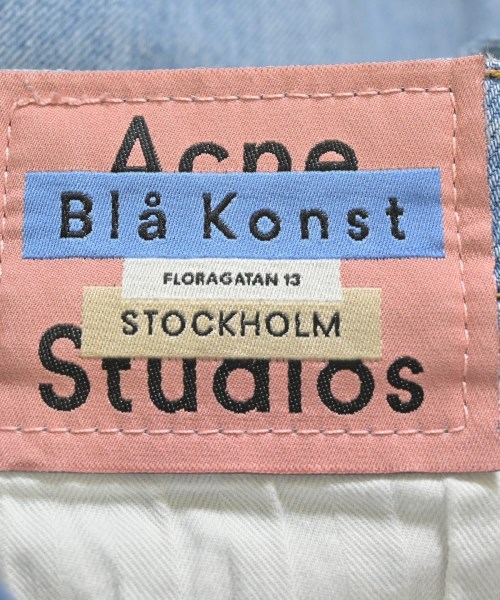 Acne
Blå Konst
FLORAGATAN 13
STOCKHOLM
Studios